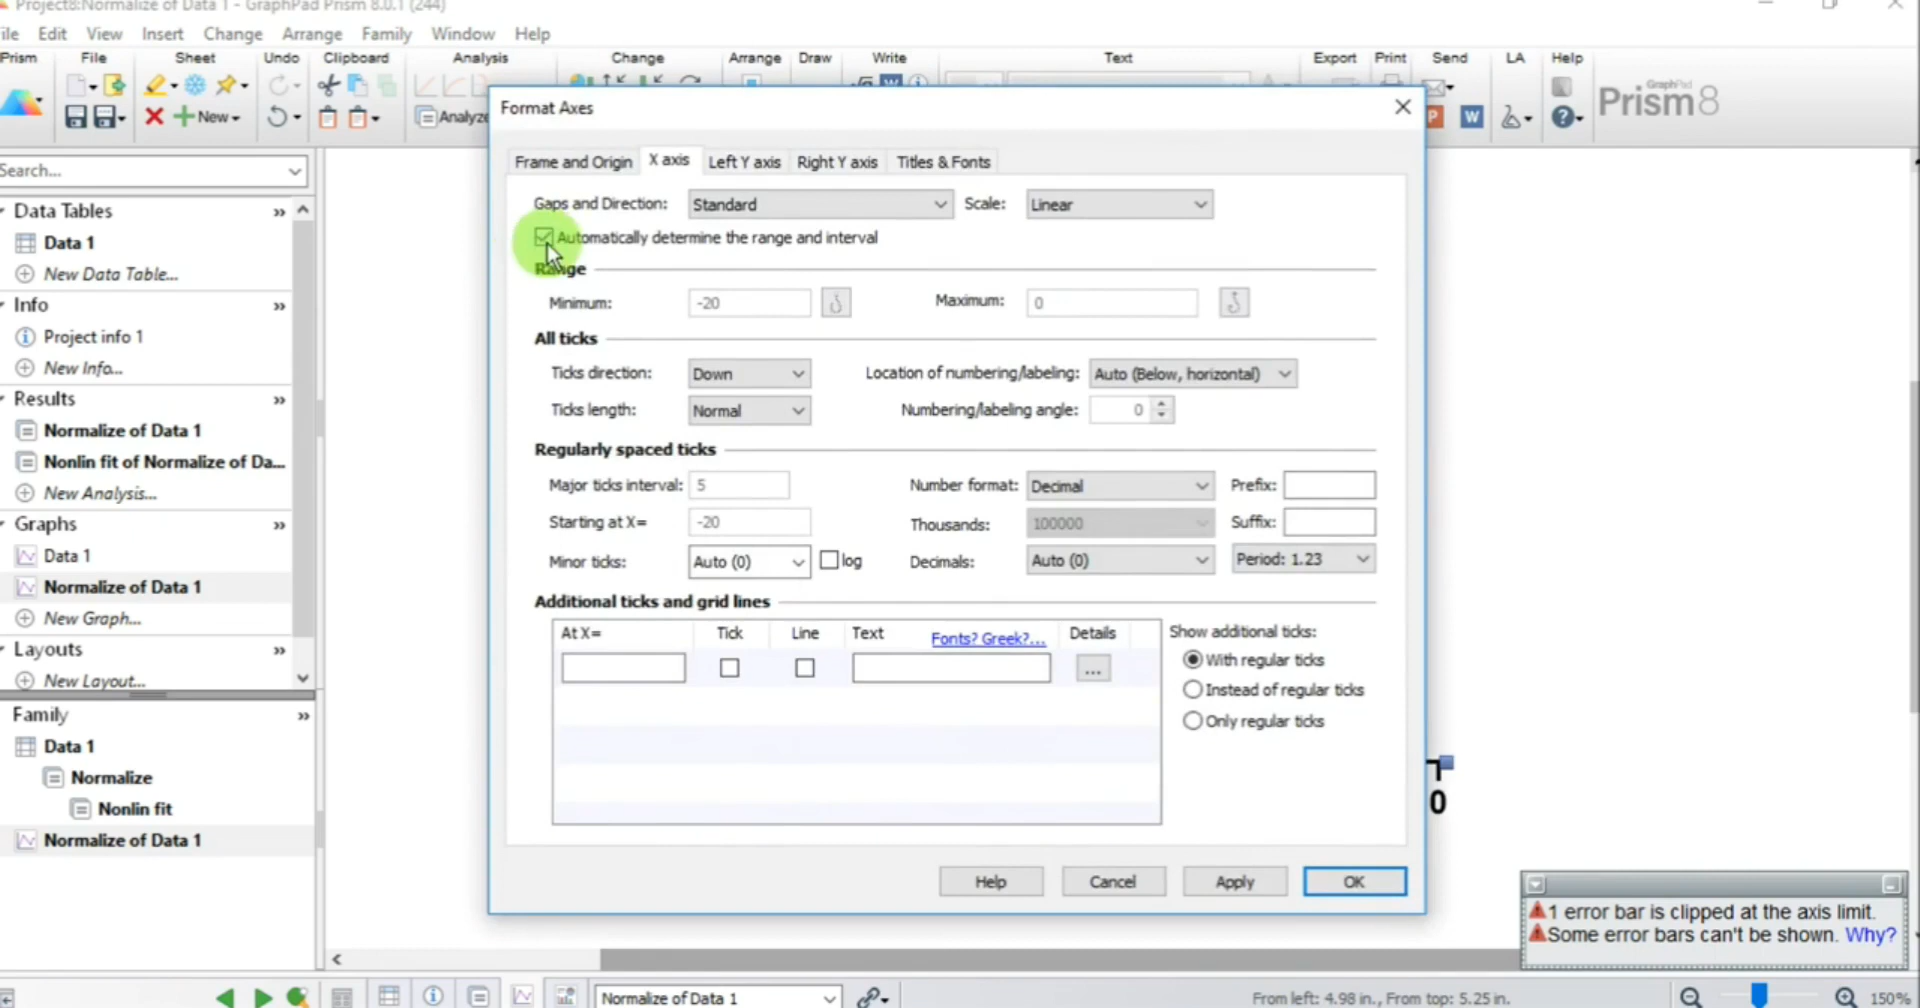 Project8:Normalize of Data 1 - GraphPad Prism 8.0.1 (244)
ile Edit View Insert Change Arrange Family Window Help
Prism File Sheet Undo Clipboard Analysis Change Arrange Draw Write Text Export Print Send LA Help
New
Analyze
P W
GraphPad
Prism 8
Search...
Data Tables »
Data 1
New Data Table...
Info »
Project info 1
New Info...
Results »
Normalize of Data 1
Nonlin fit of Normalize of Da...
New Analysis...
Graphs »
Data 1
Normalize of Data 1
New Graph...
Layouts »
New Layout...
Family »
Data 1
Normalize
Nonlin fit
Normalize of Data 1
Format Axes
Frame and Origin X axis Left Y axis Right Y axis Titles & Fonts
Gaps and Direction: Standard Scale: Linear
Automatically determine the range and interval
Range
Minimum: -20 Maximum: 0
All ticks
Ticks direction: Down Location of numbering/labeling: Auto (Below, horizontal)
Ticks length: Normal Numbering/labeling angle: 0
Regularly spaced ticks
Major ticks interval: 5 Number format: Decimal Prefix:
Starting at X= -20 Thousands: 100000 Suffix:
Minor ticks: Auto (0) log Decimals: Auto (0) Period: 1.23
Additional ticks and grid lines
At X= Tick Line Text Fonts? Greek?... Details
...
Show additional ticks:
With regular ticks
Instead of regular ticks
Only regular ticks
Help Cancel Apply OK
0
1 error bar is clipped at the axis limit.
Some error bars can't be shown. Why?
Normalize of Data 1
From left: 4.98 in., From top: 5.25 in.
150%